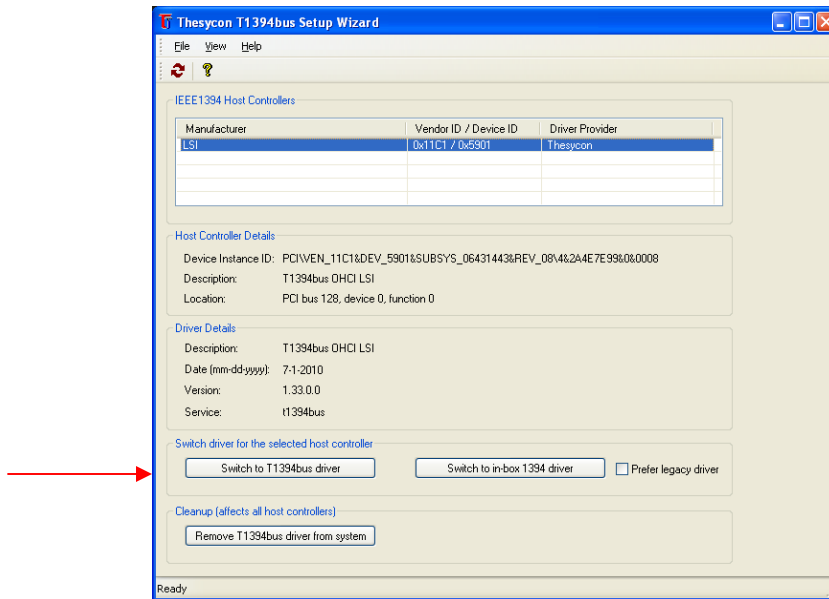 Thesycon T1394bus Setup Wizard
File View Help
IEEE1394 Host Controllers
Manufacturer Vendor ID / Device ID Driver Provider
LSI 0x11C1 / 0x5901 Thesycon
Host Controller Details
Device Instance ID: PCI\VEN_11C1&DEV_5901&SUBSYS_06431443&REV_08\4&2A4E7E99&0&0008
Description: T1394bus OHCI LSI
Location: PCI bus 128, device 0, function 0
Driver Details
Description: T1394bus OHCI LSI
Date (mm-dd-yyyy): 7-1-2010
Version: 1.33.0.0
Service: t1394bus
Switch driver for the selected host controller
Switch to T1394bus driver Switch to in-box 1394 driver Prefer legacy driver
Cleanup (affects all host controllers)
Remove T1394bus driver from system
Ready